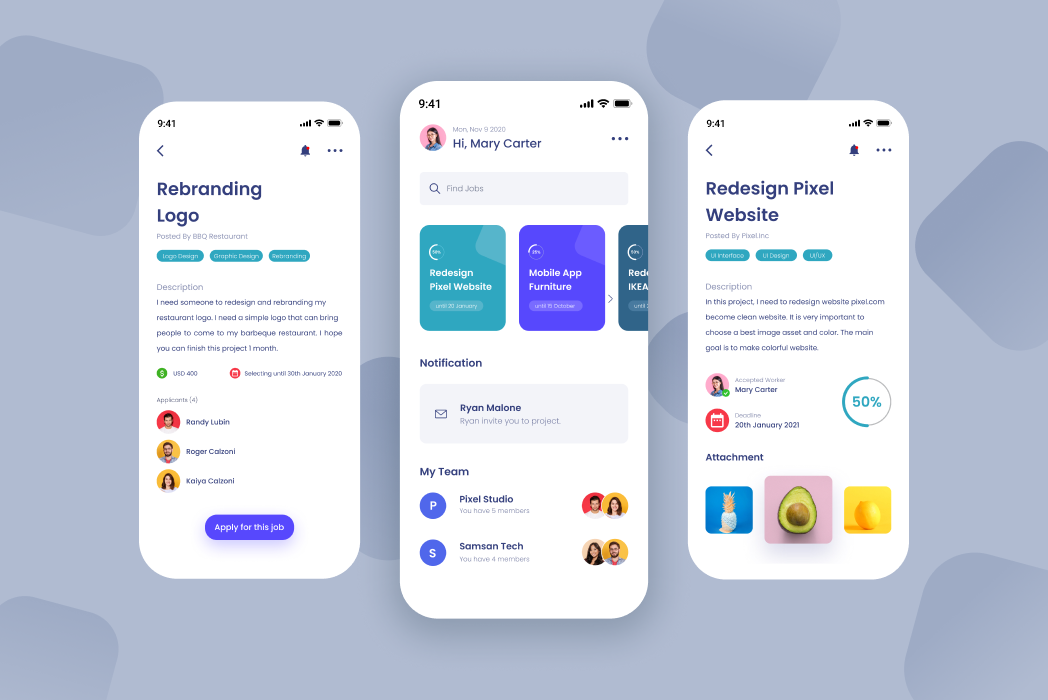 9:41
Rebranding
Logo
Posted By BBQ Restaurant
Logo Design
Graphic Design
Rebranding
Description
I need someone to redesign and rebranding my
restaurant logo. I need a simple logo that can bring
people to come to my barbeque restaurant. I hope
you can finish this project 1 month.
$ USD 400
Selecting until 30th January 2020
Applicants (4)
Randy Lubin
Roger Calzoni
Kaiya Calzoni
Apply for this job
9:41
Mon, Nov 9 2020
Hi, Mary Carter
Find Jobs
Redesign
Pixel Website
until 20 January
25%
Mobile App
Furniture
until 15 October
50%
IKEA
until
Notification
Ryan Malone
Ryan invite you to project.
My Team
P
Pixel Studio
You have 5 members
S
Samsan Tech
You have 4 members
9:41
Redesign Pixel
Website
Posted By Pixel.inc
UI Interface
UI Design
UI/UX
Description
In this project, I need to redesign website pixel.com
become clean website. It is very important to
choose a best image asset and color. The main
goal is to make colorful website.
Accepted Worker
Mary Carter
50%
Deadline
20th January 2021
Attachment